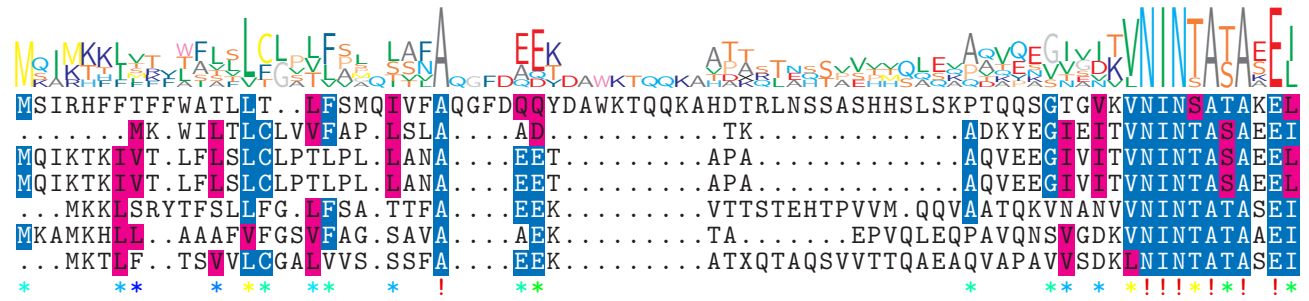 MSIRHFFTFFWATLLT..LFSMQIVFAQGFDQQYDAWKTQQKAHDTRLNSSASHHSLSKPTQQSGTGVKVNINSATAKEL
.......MK.WILTLCLVVFAP.LSLA....AD...........TK.............ADKYEGIEITVNINTASAEEI
MQIKTKIVT.LFLSLCLPTLPL.LANA....EET.........APA.............AQVEEGIVITVNINTASAEEL
MQIKTKIVT.LFLSLCLPTLPL.LANA....EET.........APA.............AQVEEGIVITVNINTASAEEL
...MKKLSRYTFSLLFG.LFSA.TTFA....EEK.........VTTSTEHTPVVM.QQVAATQKVNANVVNINTATASEI
MKAMKHLL..AAAFVFGSVFAG.SAVA....AEK.........TA.......EPVQLEQPAVQNSVGDKVNINTATAAEI
...MKTLF..TSVVLCGALVVS.SSFA....EEK.........ATXQTAQSVVTTQAEAQVAPAVVSDKLNINTATASEI
* ** * ** ** * ! ** * ** * *!!!*!*!!*